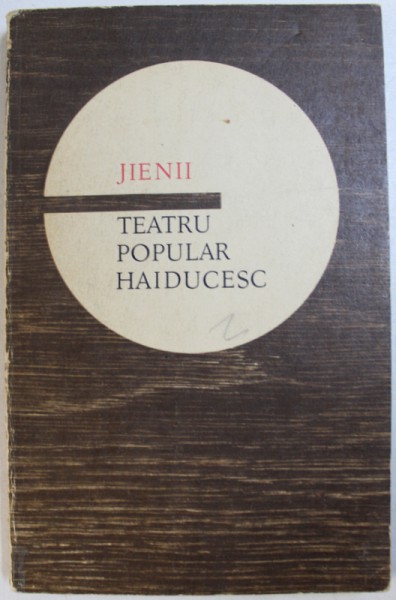 JIENII
TEATRU
POPULAR
HAIDUCESC